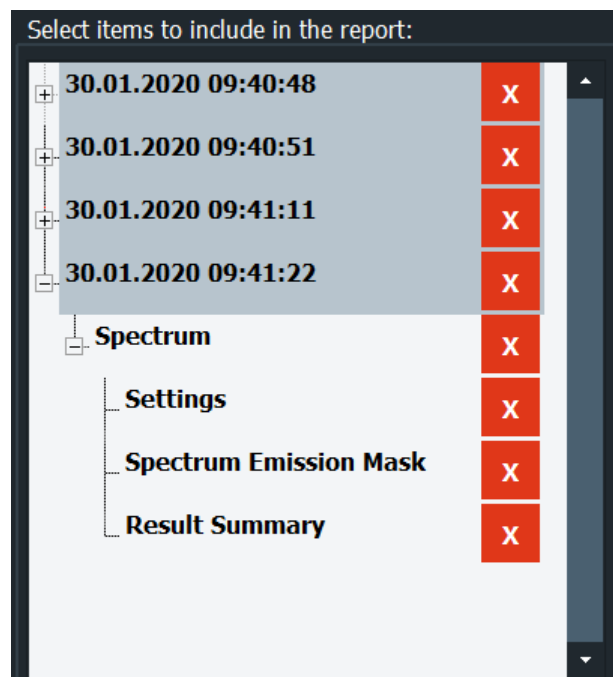 Select items to include in the report:
30.01.2020 09:40:48 X
30.01.2020 09:40:51 X
30.01.2020 09:41:11 X
30.01.2020 09:41:22 X
Spectrum X
Settings X
Spectrum Emission Mask X
Result Summary X